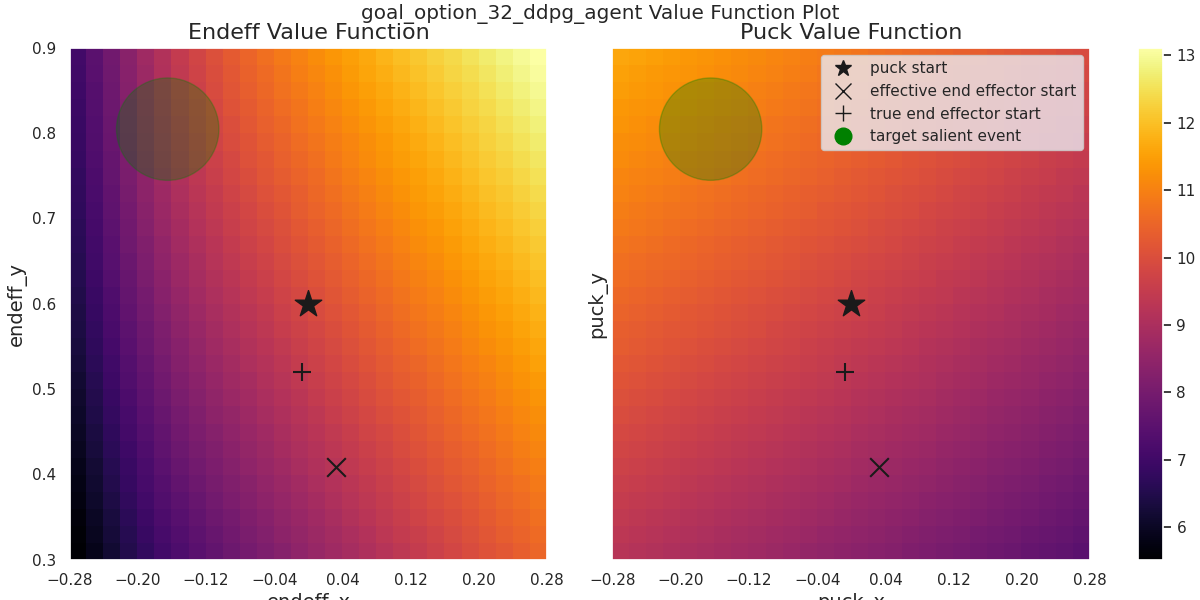 goal_option_32_ddpg_agent Value Function Plot
Endeff Value Function
Puck Value Function
puck start
effective end effector start
true end effector start
target salient event
0.9
0.8
0.7
0.6
0.5
0.4
0.3
endeff_y
−0.28 −0.20 −0.12 −0.04 0.04 0.12 0.20 0.28
endeff_x
puck_y
−0.28 −0.20 −0.12 −0.04 0.04 0.12 0.20 0.28
puck_x
13
12
11
10
9
8
7
6